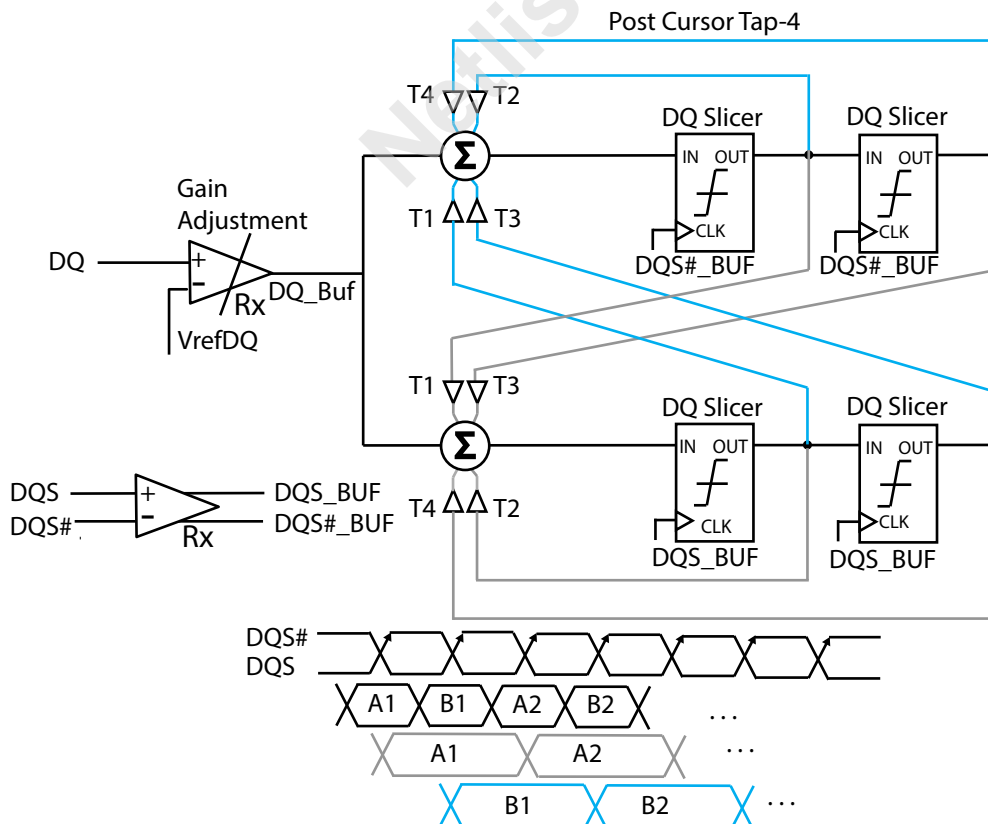 Post Cursor Tap-4
Netlis
T4 T2
DQ Slicer DQ Slicer
Σ
IN OUT IN OUT
Gain
Adjustment
T1 T3
CLK CLK
DQS#_BUF DQS#_BUF
DQ + −
Rx DQ_Buf
VrefDQ
T1 T3
DQ Slicer DQ Slicer
Σ
IN OUT IN OUT
DQS + DQS_BUF
DQS# − DQS#_BUF
Rx
T4 T2
CLK CLK
DQS_BUF DQS_BUF
DQS#
DQS
A1 B1 A2 B2 ...
A1 A2 ...
B1 B2 ...